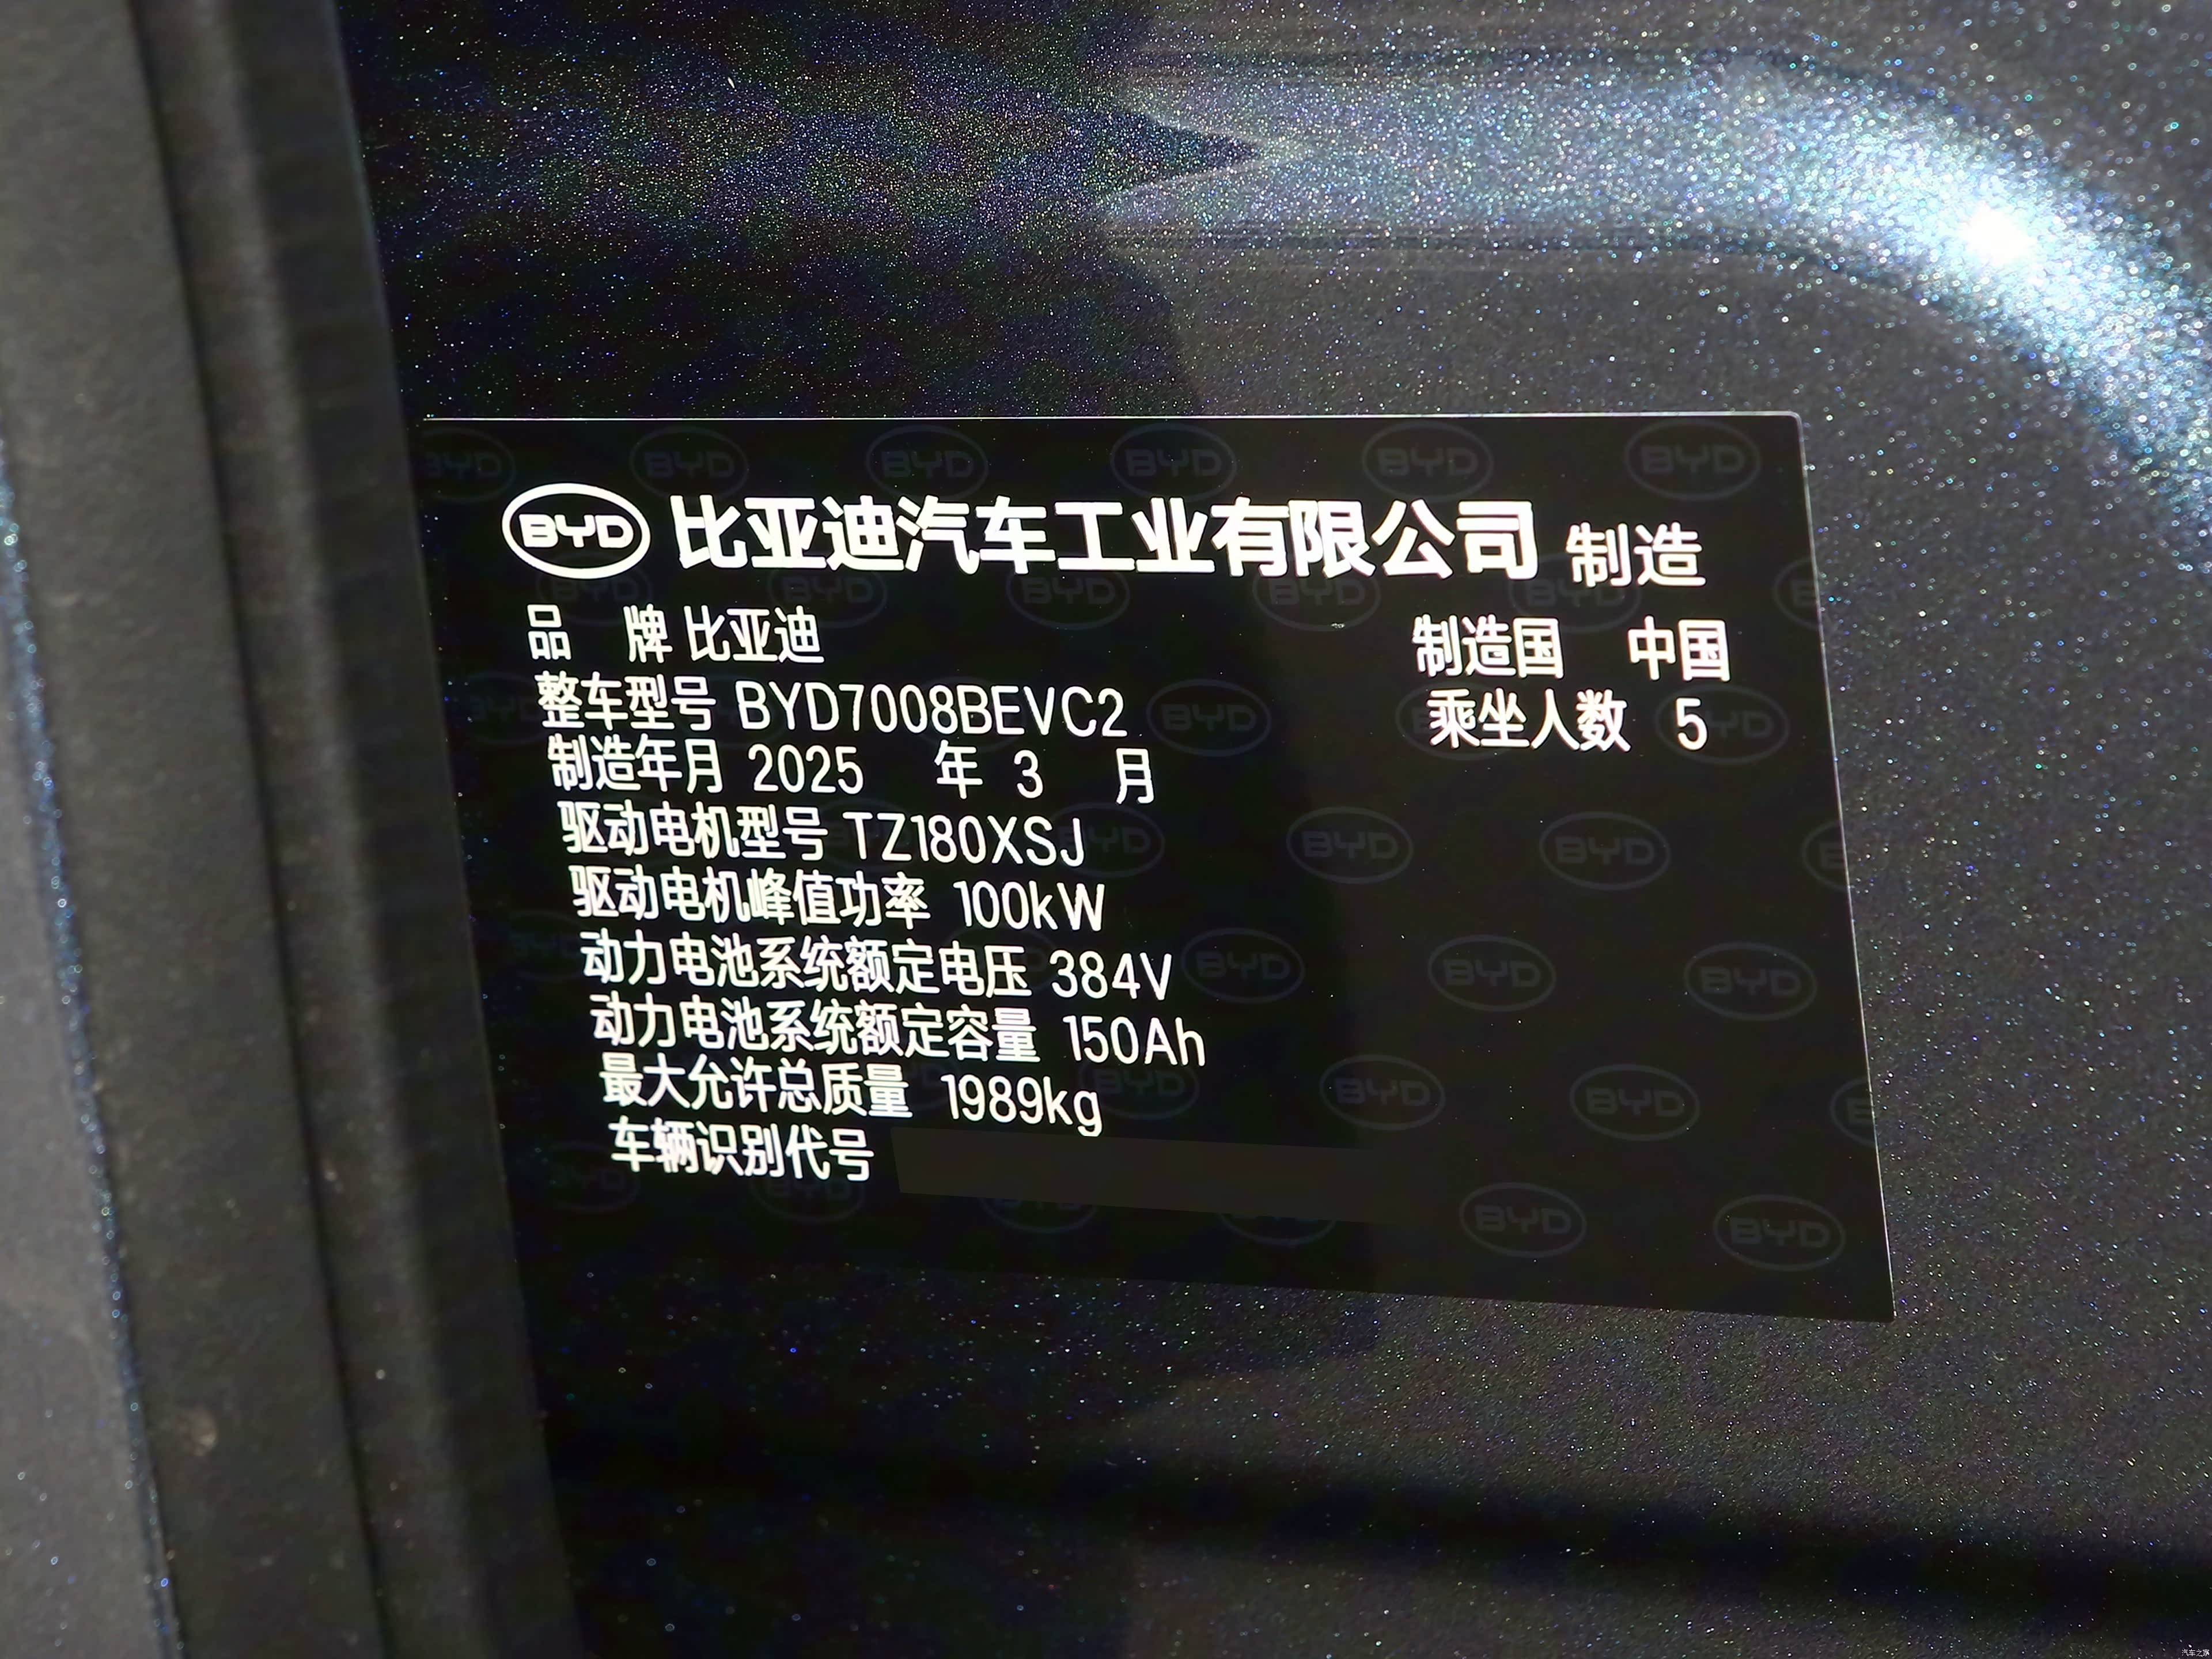 BYD 比亚迪汽车工业有限公司 制造
品 牌 比亚迪 制造国 中国
整车型号 BYD7008BEVC2 乘坐人数 5
制造年月 2025 年 3 月
驱动电机型号 TZ180XSJ
驱动电机峰值功率 100kW
动力电池系统额定电压 384V
动力电池系统额定容量 150Ah
最大允许总质量 1989kg
车辆识别代号
汽车之家